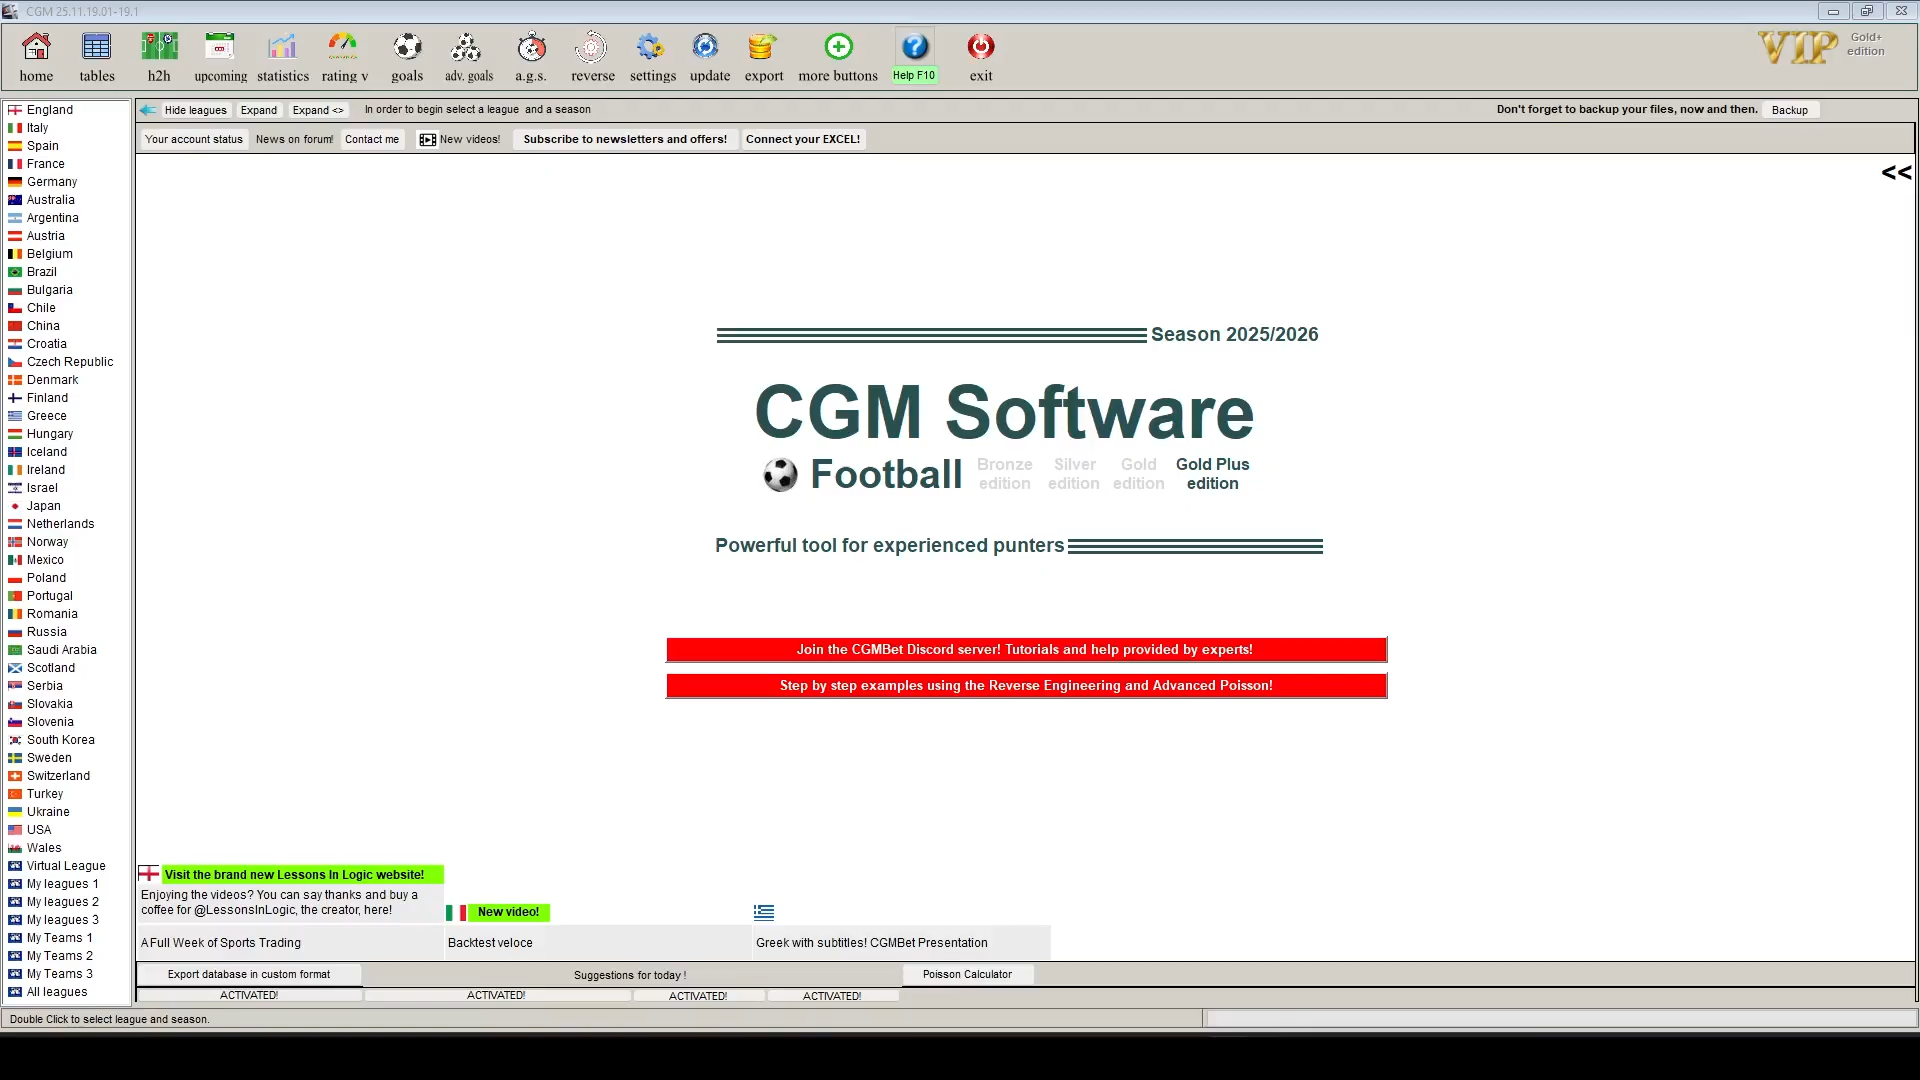 CGM 25.11.19.01-19.1
home
tables
h2h
upcoming
statistics
rating v
goals
adv. goals
a.g.s.
reverse
settings
update
export
more buttons
Help F10
exit
VIP
Gold+
edition
Hide leagues
Expand
Expand <>
In order to begin select a league and a season
Don't forget to backup your files, now and then.
Backup
Your account status
News on forum!
Contact me
New videos!
Subscribe to newsletters and offers!
Connect your EXCEL!
<<
England
Italy
Spain
France
Germany
Australia
Argentina
Austria
Belgium
Brazil
Bulgaria
Chile
China
Croatia
Czech Republic
Denmark
Finland
Greece
Hungary
Iceland
Ireland
Israel
Japan
Netherlands
Norway
Mexico
Poland
Portugal
Romania
Russia
Saudi Arabia
Scotland
Serbia
Slovakia
Slovenia
South Korea
Sweden
Switzerland
Turkey
Ukraine
USA
Wales
Virtual League
My leagues 1
My leagues 2
My leagues 3
My Teams 1
My Teams 2
My Teams 3
All leagues
Season 2025/2026
CGM Software
Football
Bronze
edition
Silver
edition
Gold
edition
Gold Plus
edition
Powerful tool for experienced punters
Join the CGMBet Discord server! Tutorials and help provided by experts!
Step by step examples using the Reverse Engineering and Advanced Poisson!
Visit the brand new Lessons In Logic website!
Enjoying the videos? You can say thanks and buy a
coffee for @LessonsInLogic, the creator, here!
New video!
A Full Week of Sports Trading
Backtest veloce
Greek with subtitles! CGMBet Presentation
Export database in custom format
Suggestions for today !
Poisson Calculator
ACTIVATED!
ACTIVATED!
ACTIVATED!
ACTIVATED!
Double Click to select league and season.